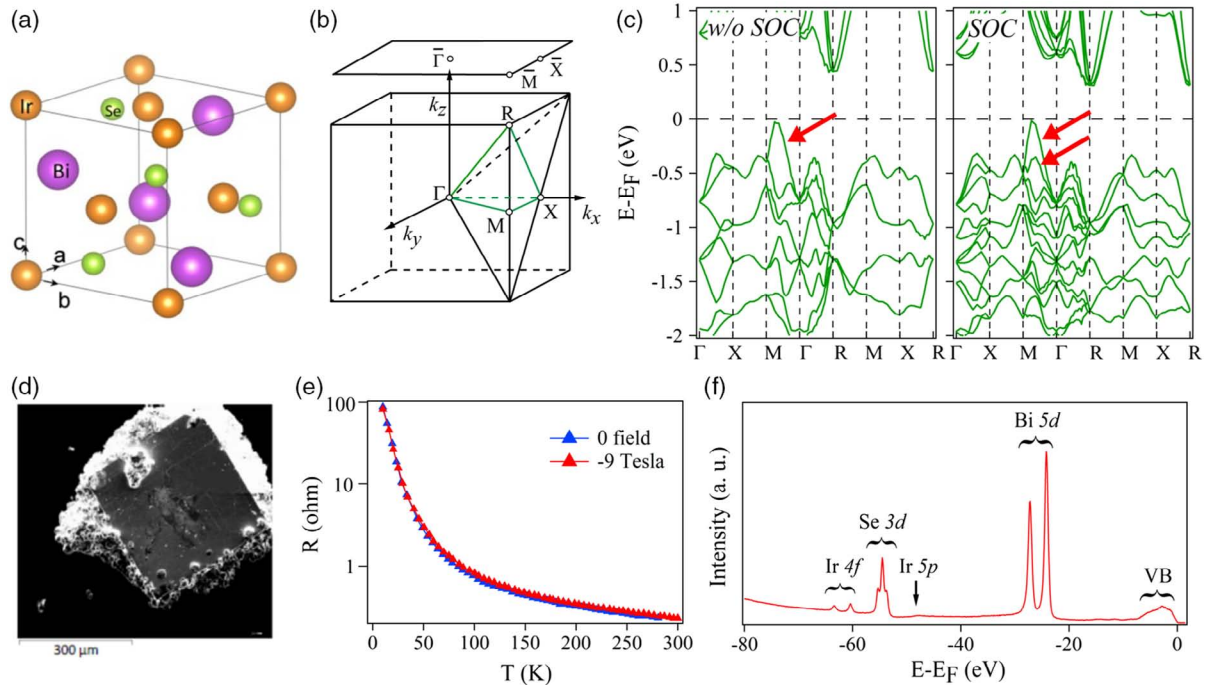 (a)
Ir
Se
Bi
c
a
b
(b)
Γ̅
X̅
M̅
k_z
R
Γ
X
k_x
M
k_y
(c)
w/o SOC
SOC
E-E_F (eV)
1
0.5
0
-0.5
-1
-1.5
-2
Γ X M Γ R M X R
Γ X M Γ R M X R
(d)
300 µm
(e)
R (ohm)
100
10
1
0 field
-9 Tesla
0 50 100 150 200 250 300
T (K)
(f)
Intensity (a. u.)
Bi 5d
Se 3d
Ir 4f
Ir 5p
VB
-80 -60 -40 -20 0
E-E_F (eV)